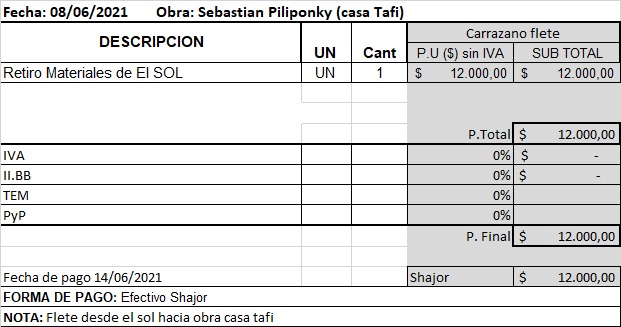 Fecha: 08/06/2021 Obra: Sebastian Piliponky (casa Tafi)
DESCRIPCION UN Cant Carrazano flete
P.U ($) sin IVA SUB TOTAL
Retiro Materiales de El SOL UN 1 $ 12.000,00 $ 12.000,00
P.Total $ 12.000,00
IVA 0% $ -
II.BB 0% $ -
TEM 0%
PyP 0%
P. Final $ 12.000,00
Fecha de pago 14/06/2021 Shajor $ 12.000,00
FORMA DE PAGO: Efectivo Shajor
NOTA: Flete desde el sol hacia obra casa tafi